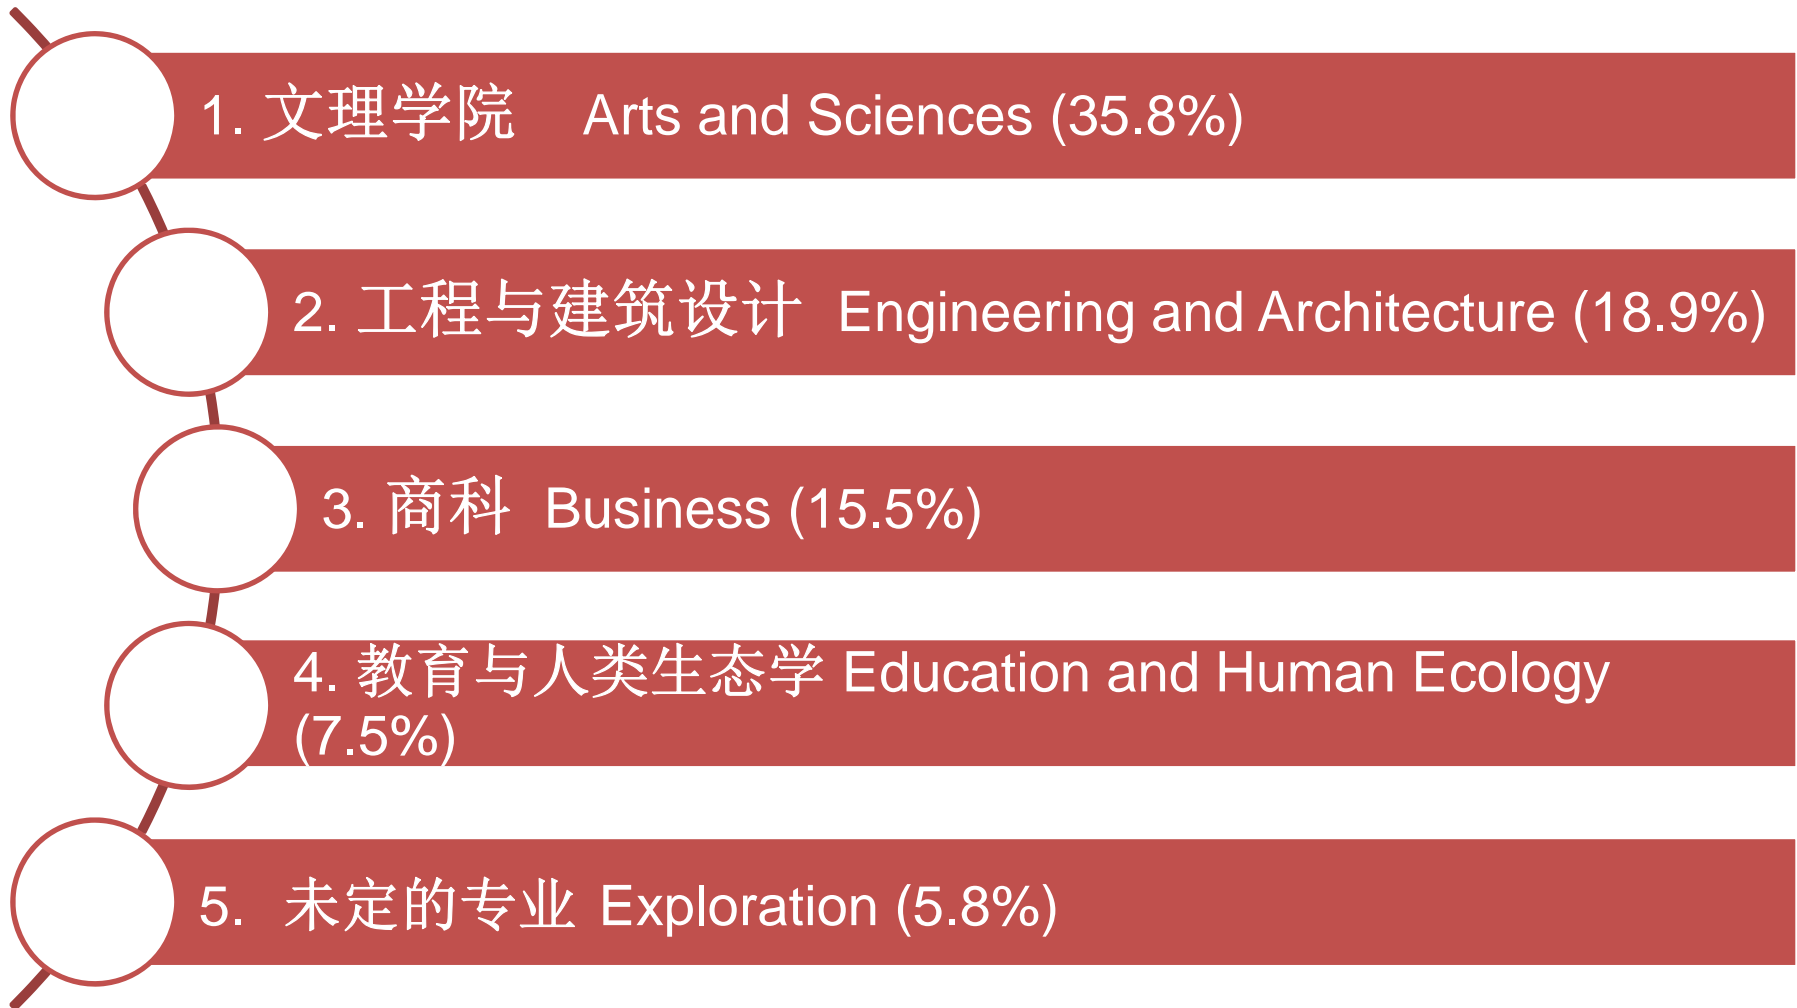 1. 文理学院 Arts and Sciences (35.8%)
2. 工程与建筑设计 Engineering and Architecture (18.9%)
3. 商科 Business (15.5%)
4. 教育与人类生态学 Education and Human Ecology
(7.5%)
5. 未定的专业 Exploration (5.8%)